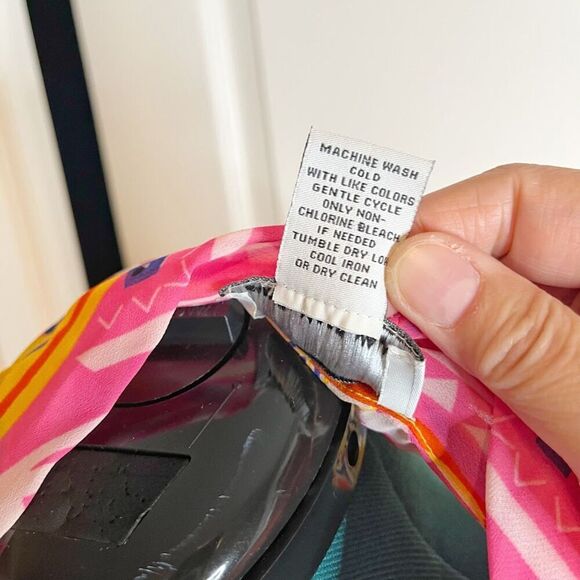 MACHINE WASH
COLD
WITH LIKE COLORS
GENTLE CYCLE
ONLY NON-
CHLORINE BLEACH
IF NEEDED
TUMBLE DRY LO
COOL IRON
OR DRY CLEAN